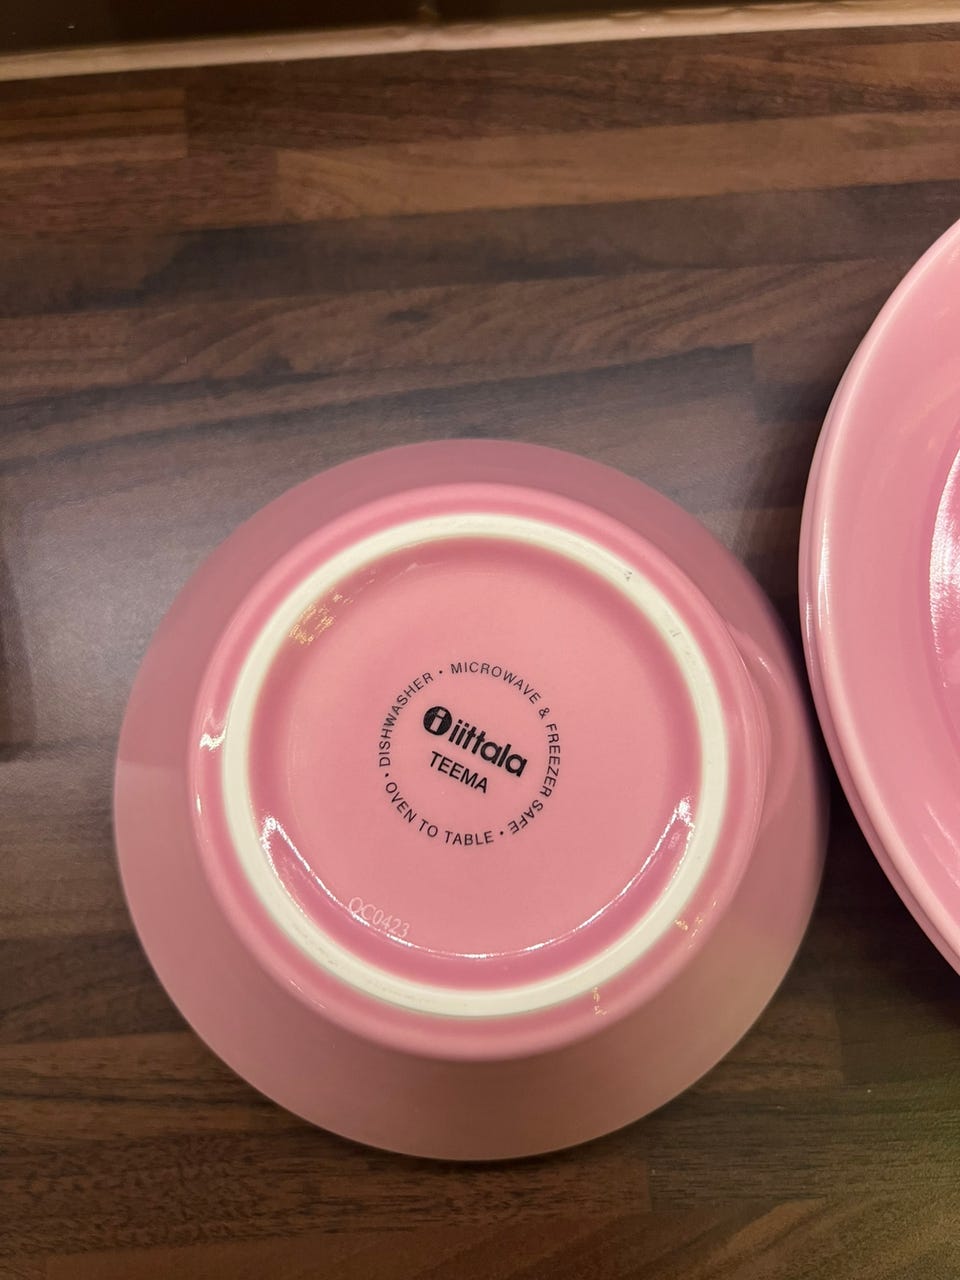 • MICROWAVE & FREEZER SAFE • OVEN TO TABLE • DISHWASHER
iittala
TEEMA
QC0423